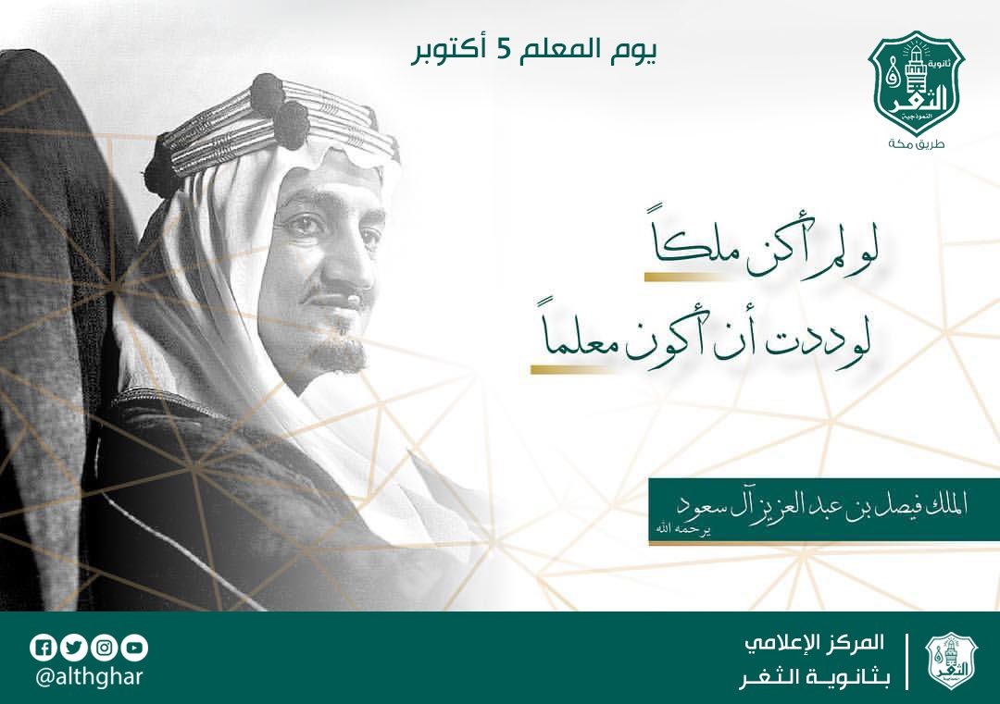 يوم المعلم 5 أكتوبر
ثانوية
الثغر
النموذجية
طريق مكة
لو لم أكن ملكاً
لوددت أن أكون معلماً
الملك فيصل بن عبد العزيز آل سعود
يرحمه الله
المركز الإعلامي
بثانوية الثغر
الثغر
@althghar